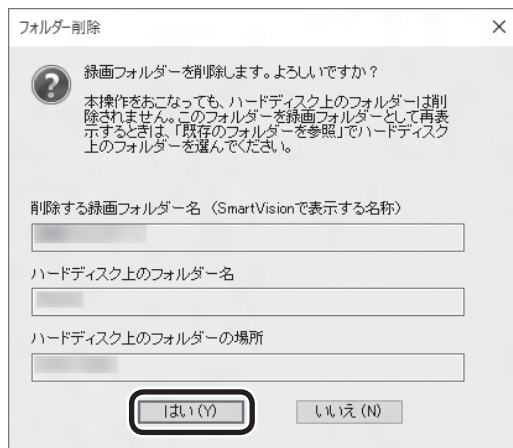 フォルダー削除
録画フォルダーを削除します。よろしいですか？
本操作をおこなっても、ハードディスク上のフォルダーは削
除されません。このフォルダーを録画フォルダーとして再表
示するときは、「既存のフォルダーを参照」でハードディスク
上のフォルダーを選んでください。
削除する録画フォルダー名（SmartVisionで表示する名称）
ハードディスク上のフォルダー名
ハードディスク上のフォルダーの場所
はい(Y)
いいえ(N)